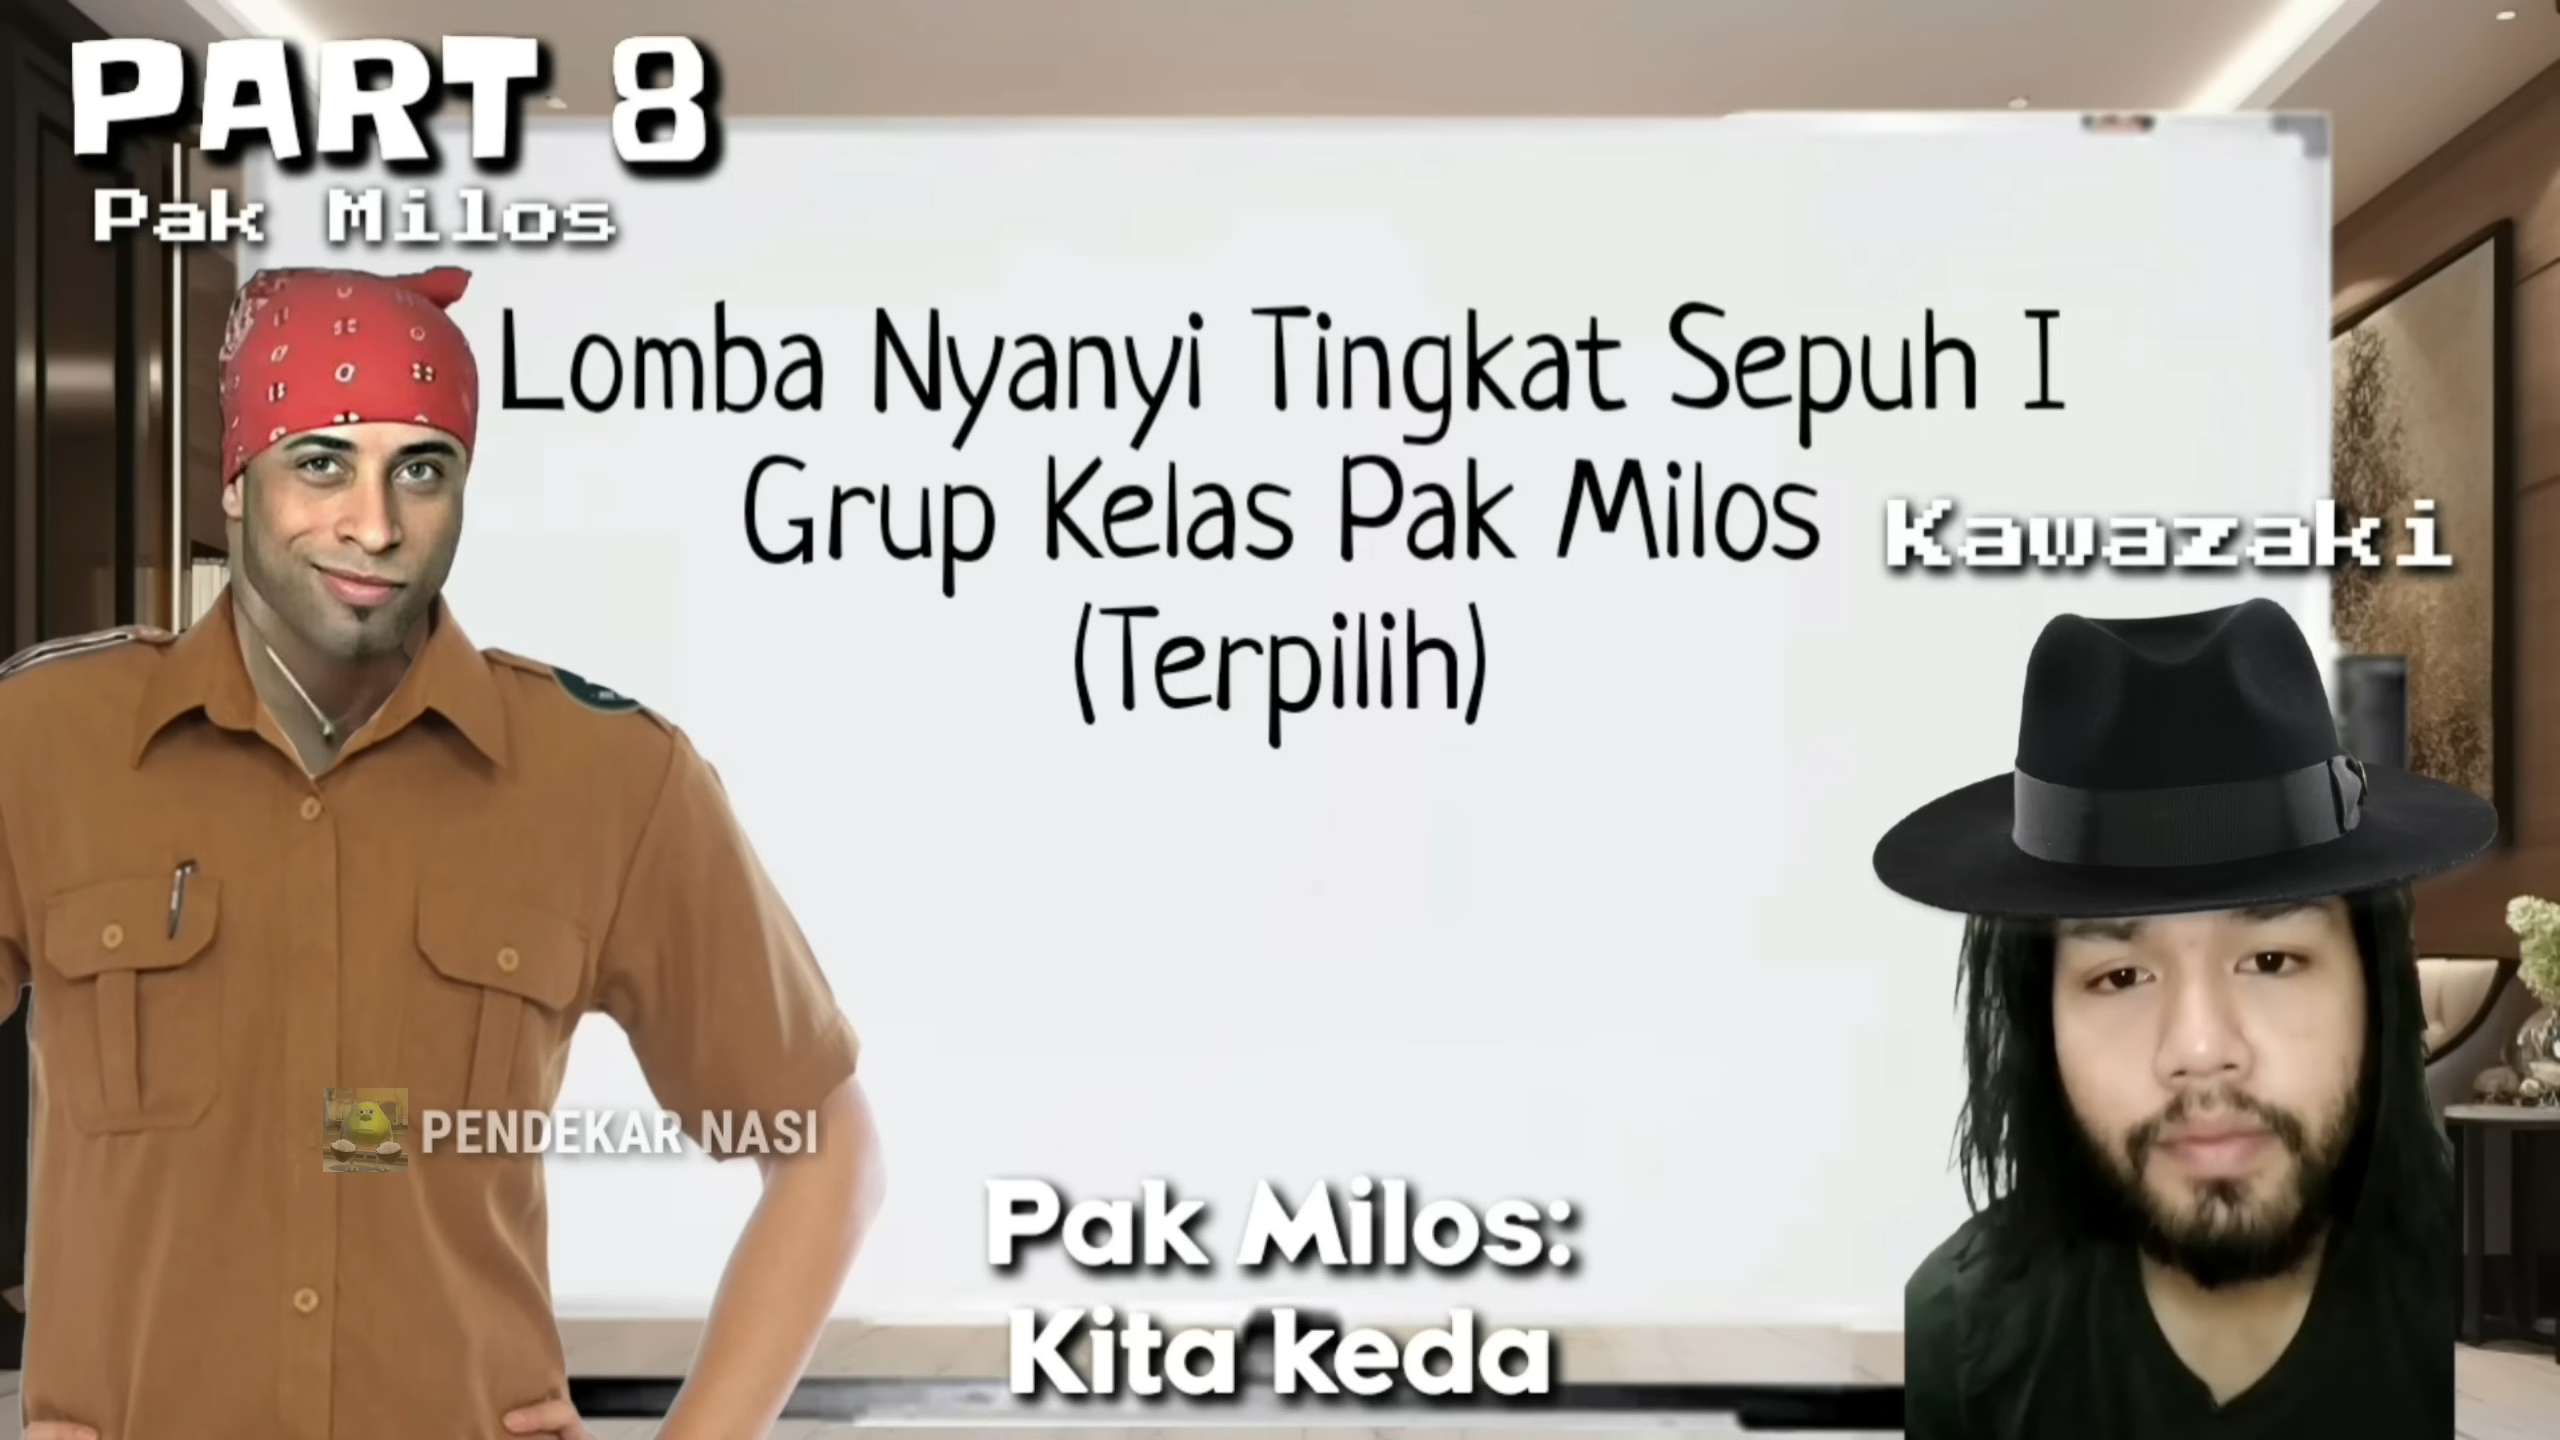 PART 8
Pak Milos
Lomba Nyanyi Tingkat Sepuh I
Grup Kelas Pak Milos
(Terpilih)
Kawazaki
PENDEKAR NASI
Pak Milos:
Kita keda